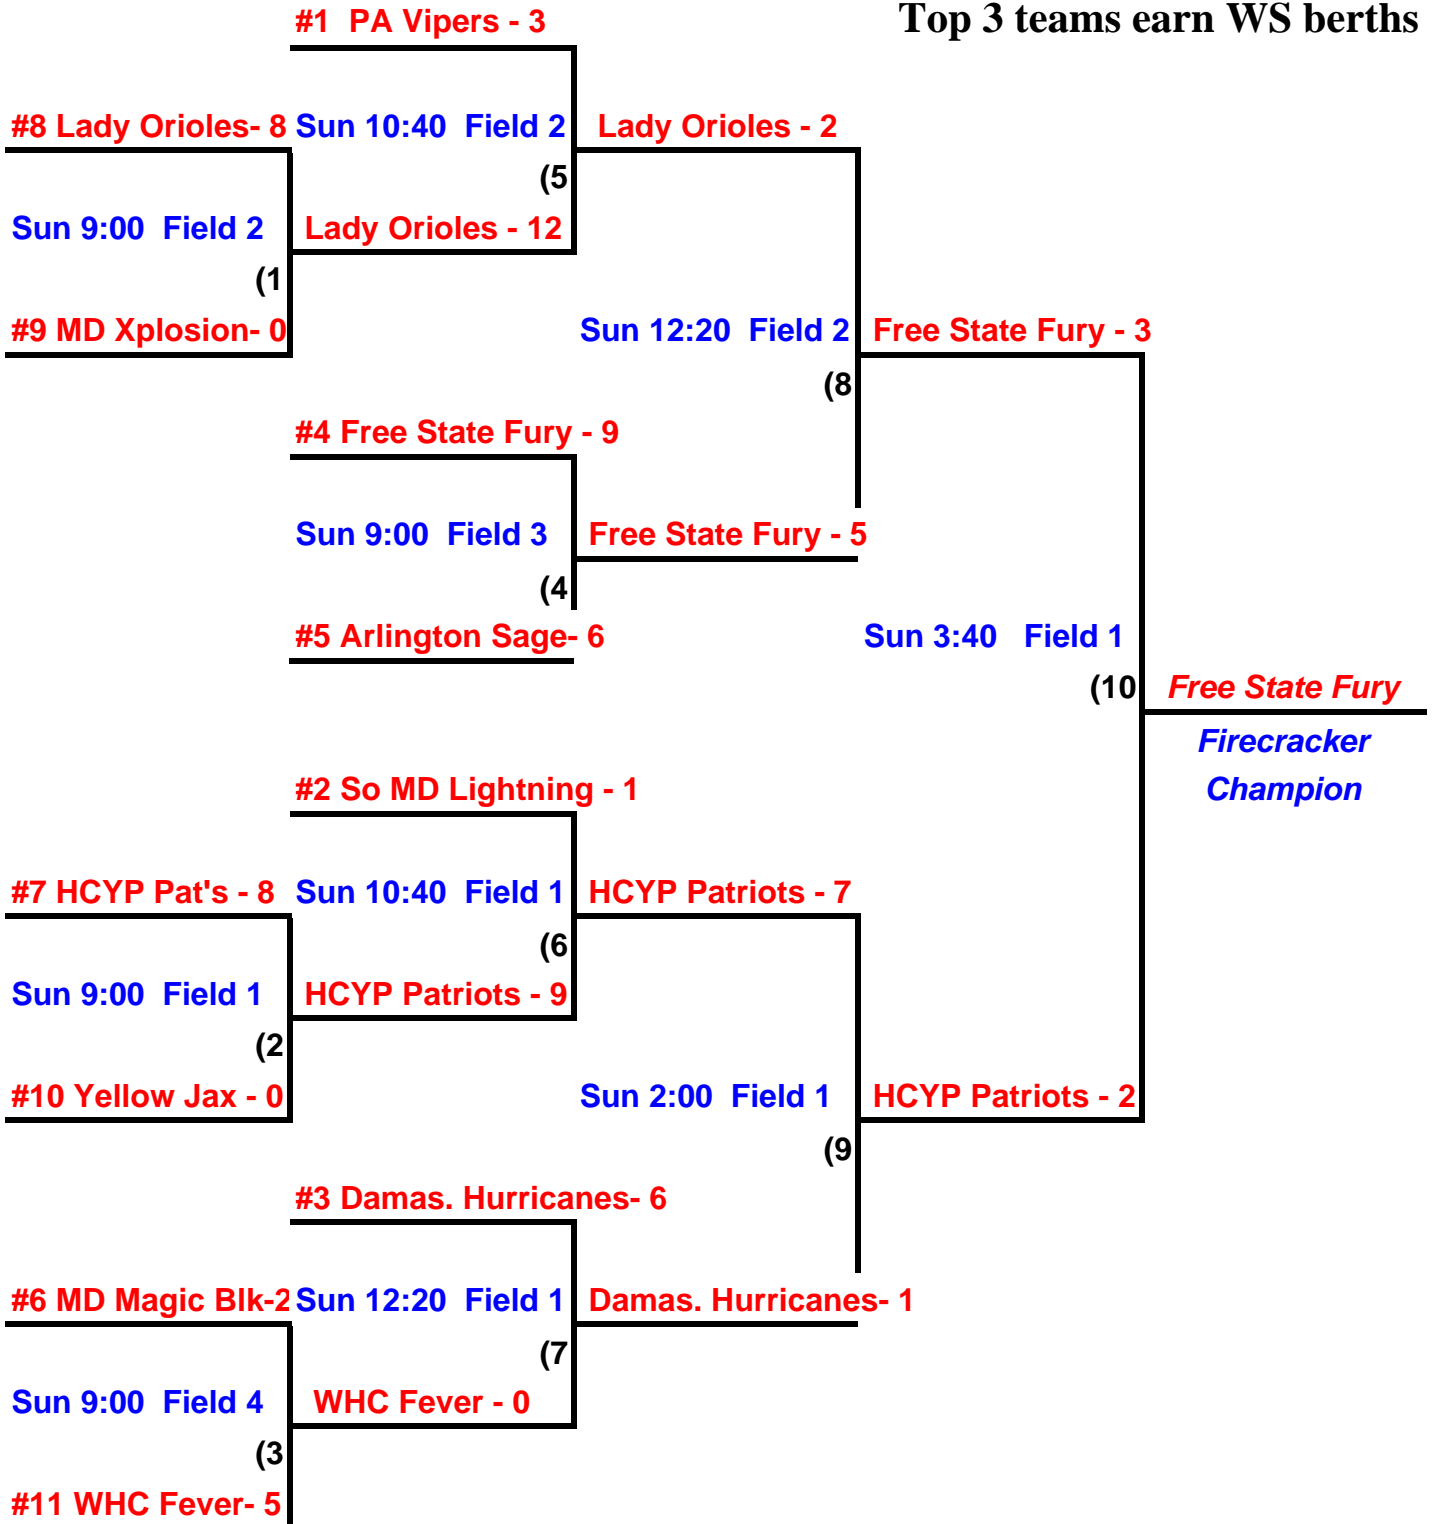 #1  PA Vipers - 3
Top 3 teams earn WS berths
#8 Lady Orioles- 8
Sun 10:40  Field 2
Lady Orioles - 2
(5
Sun 9:00  Field 2
Lady Orioles - 12
(1
#9 MD Xplosion- 0
Sun 12:20  Field 2
Free State Fury - 3
(8
#4 Free State Fury - 9
Sun 9:00  Field 3
Free State Fury - 5
(4
#5 Arlington Sage- 6
Sun 3:40   Field 1
(10
Free State Fury
Firecracker
Champion
#2 So MD Lightning - 1
#7 HCYP Pat's - 8
Sun 10:40  Field 1
HCYP Patriots - 7
(6
Sun 9:00  Field 1
HCYP Patriots - 9
(2
#10 Yellow Jax - 0
Sun 2:00  Field 1
HCYP Patriots - 2
(9
#3 Damas. Hurricanes- 6
#6 MD Magic Blk-2
Sun 12:20  Field 1
Damas. Hurricanes- 1
(7
Sun 9:00  Field 4
WHC Fever - 0
(3
#11 WHC Fever- 5